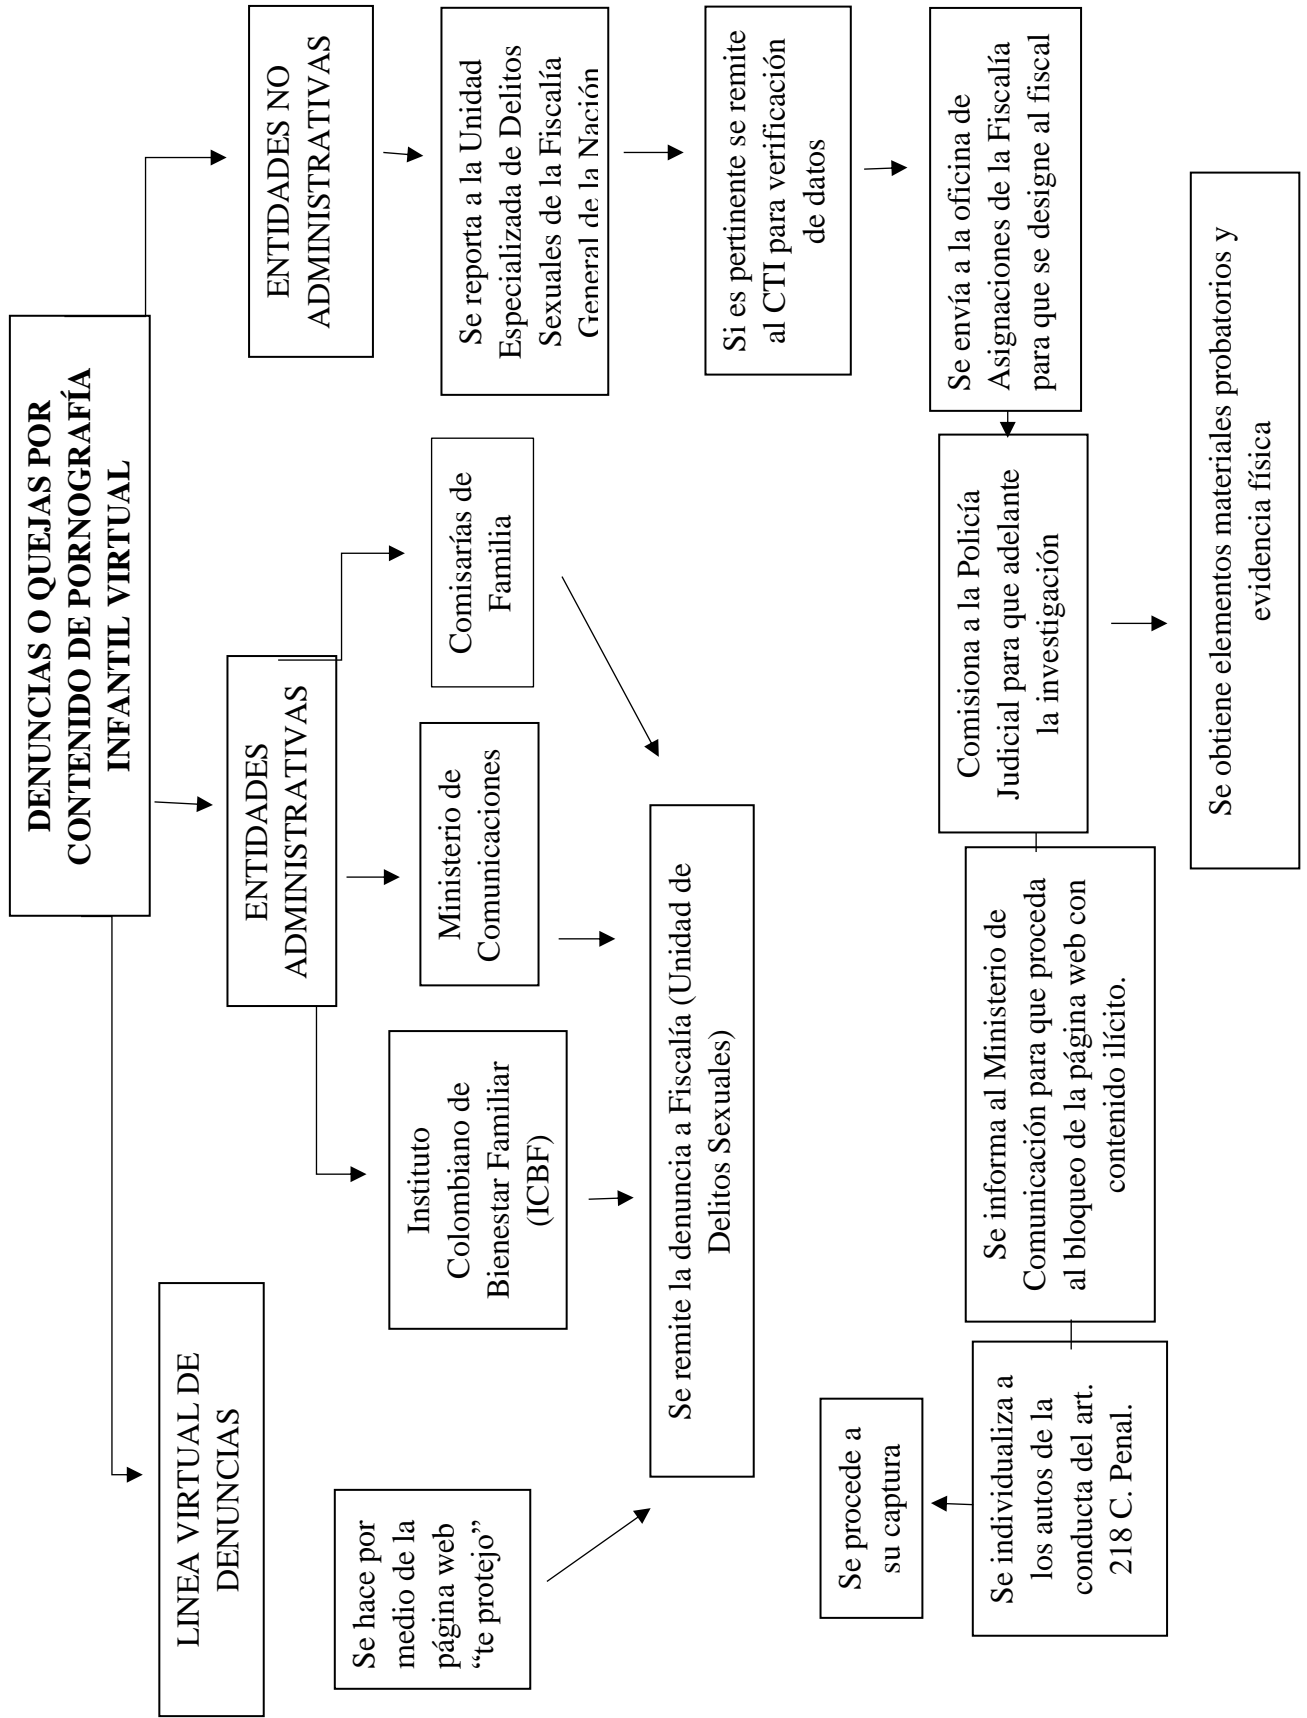 DENUNCIAS O QUEJAS POR
CONTENIDO DE PORNOGRAFÍA
INFANTIL VIRTUAL
LINEA VIRTUAL DE
DENUNCIAS
ENTIDADES
ADMINISTRATIVAS
ENTIDADES NO
ADMINISTRATIVAS
Se hace por
medio de la
página web
“te protejo”
Instituto
Colombiano de
Bienestar Familiar
(ICBF)
Ministerio de
Comunicaciones
Comisarías de
Familia
Se reporta a la Unidad
Especializada de Delitos
Sexuales de la Fiscalía
General de la Nación
Se remite la denuncia a Fiscalía (Unidad de
Delitos Sexuales)
Si es pertinente se remite
al CTI para verificación
de datos
Se envía a la oficina de
Asignaciones de la Fiscalía
para que se designe al fiscal
Comisiona a la Policía
Judicial para que adelante
la investigación
Se informa al Ministerio de
Comunicación para que proceda
al bloqueo de la página web con
contenido ilícito.
Se individualiza a
los autos de la
conducta del art.
218 C. Penal.
Se procede a
su captura
Se obtiene elementos materiales probatorios y
evidencia física